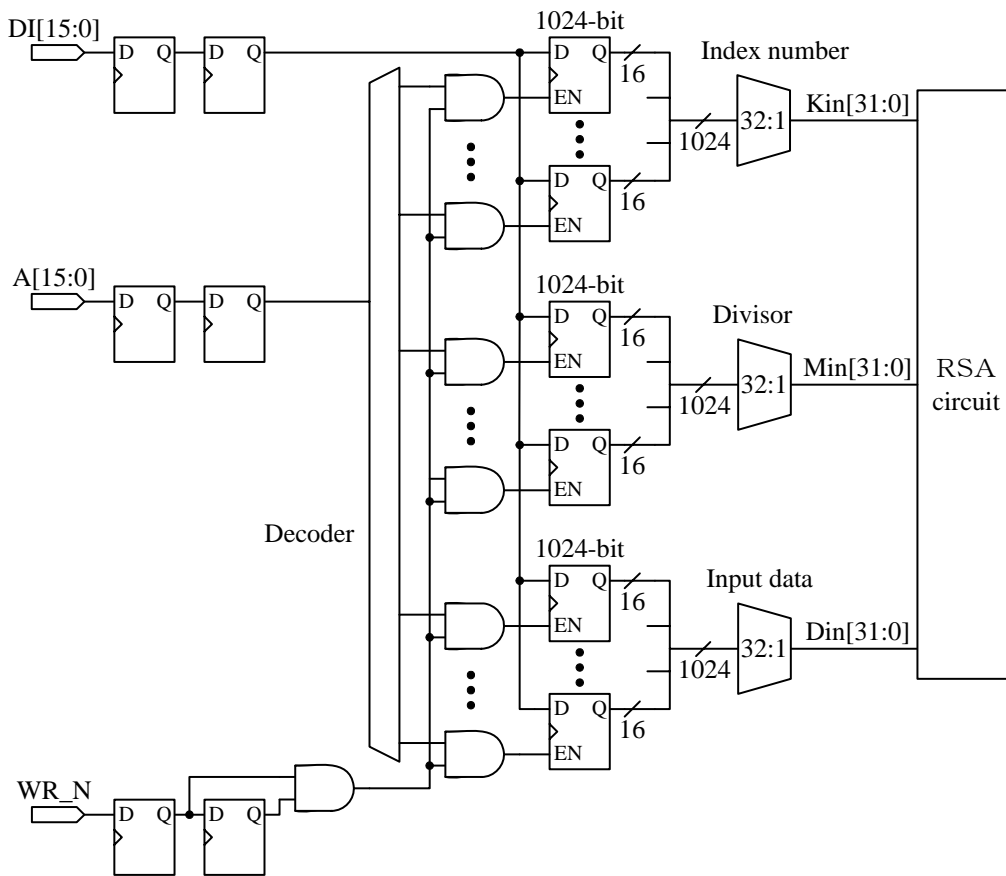 DI[15:0]
D Q
D Q
1024-bit
D Q
EN
16
D Q
EN
16
1024
Index number
32:1
Kin[31:0]
A[15:0]
D Q
D Q
Decoder
1024-bit
D Q
EN
16
D Q
EN
16
1024
Divisor
32:1
Min[31:0]
RSA
circuit
1024-bit
D Q
EN
16
D Q
EN
16
1024
Input data
32:1
Din[31:0]
WR_N
D Q
D Q